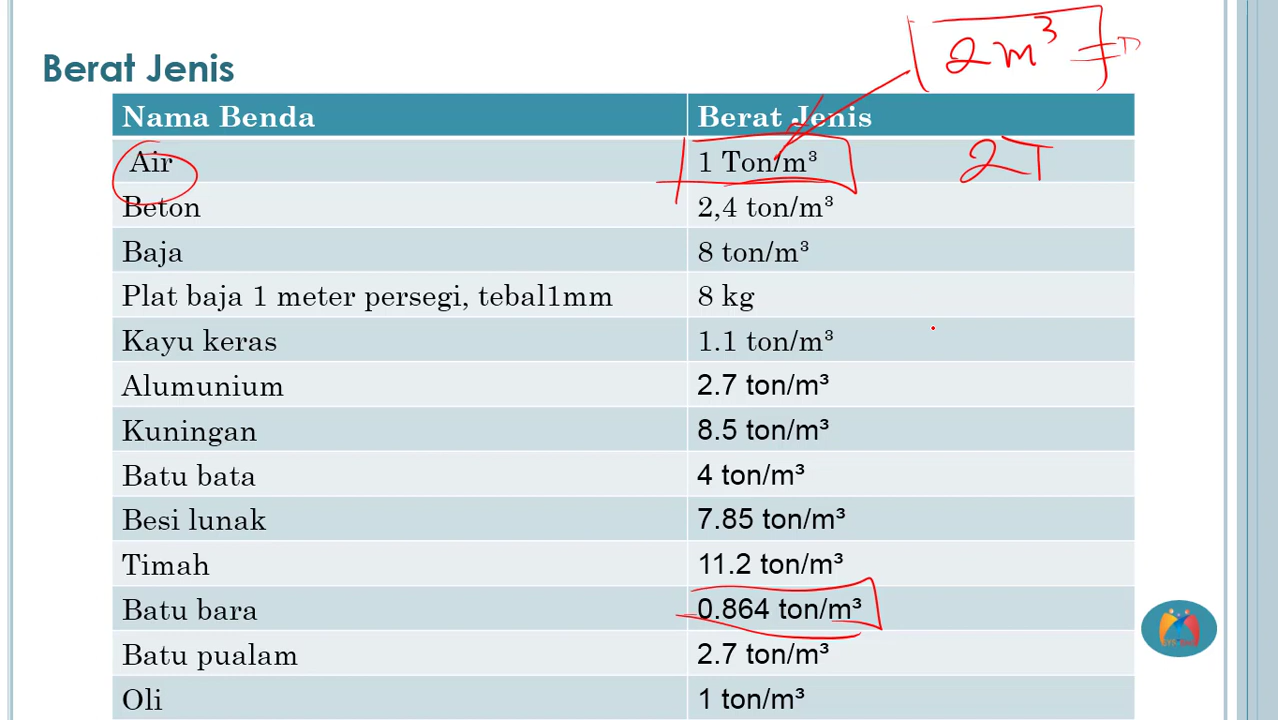 2m³ =
Berat Jenis
Nama Benda Berat Jenis
Air 1 Ton/m³ 2T
Beton 2,4 ton/m³
Baja 8 ton/m³
Plat baja 1 meter persegi, tebal1mm 8 kg
Kayu keras 1.1 ton/m³
Alumunium 2.7 ton/m³
Kuningan 8.5 ton/m³
Batu bata 4 ton/m³
Besi lunak 7.85 ton/m³
Timah 11.2 ton/m³
Batu bara 0.864 ton/m³
Batu pualam 2.7 ton/m³
Oli 1 ton/m³